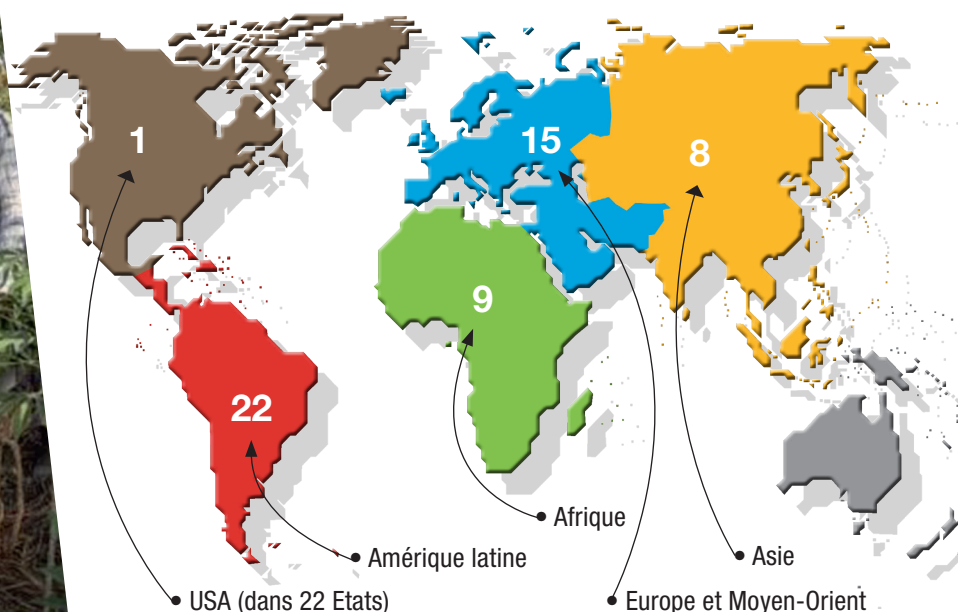 1
15
8
9
22
Afrique
Amérique latine
Asie
USA (dans 22 Etats)
Europe et Moyen-Orient